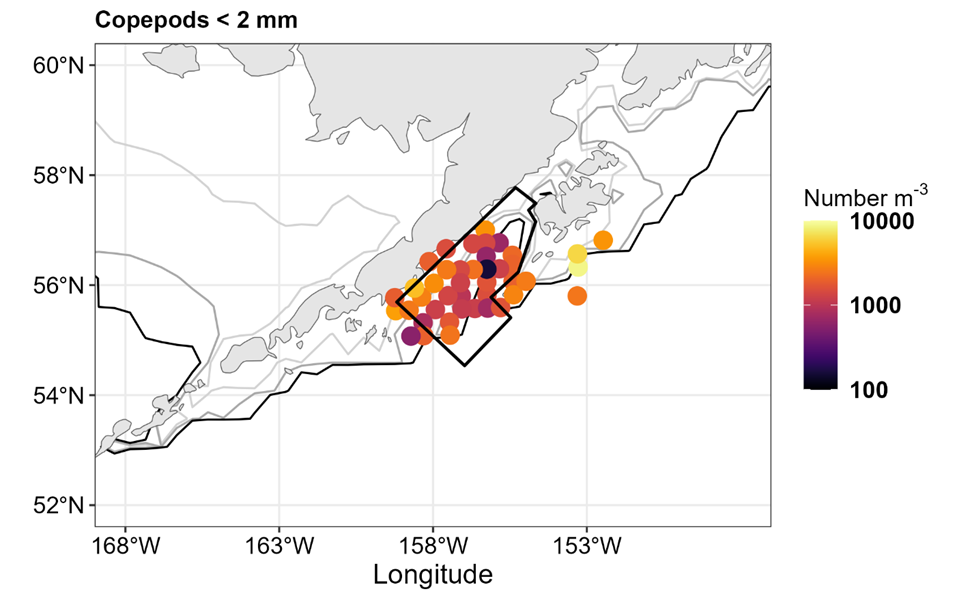 Copepods < 2 mm
60°N
58°N
56°N
54°N
52°N
168°W
163°W
158°W
153°W
Longitude
Number m⁻³
10000
1000
100